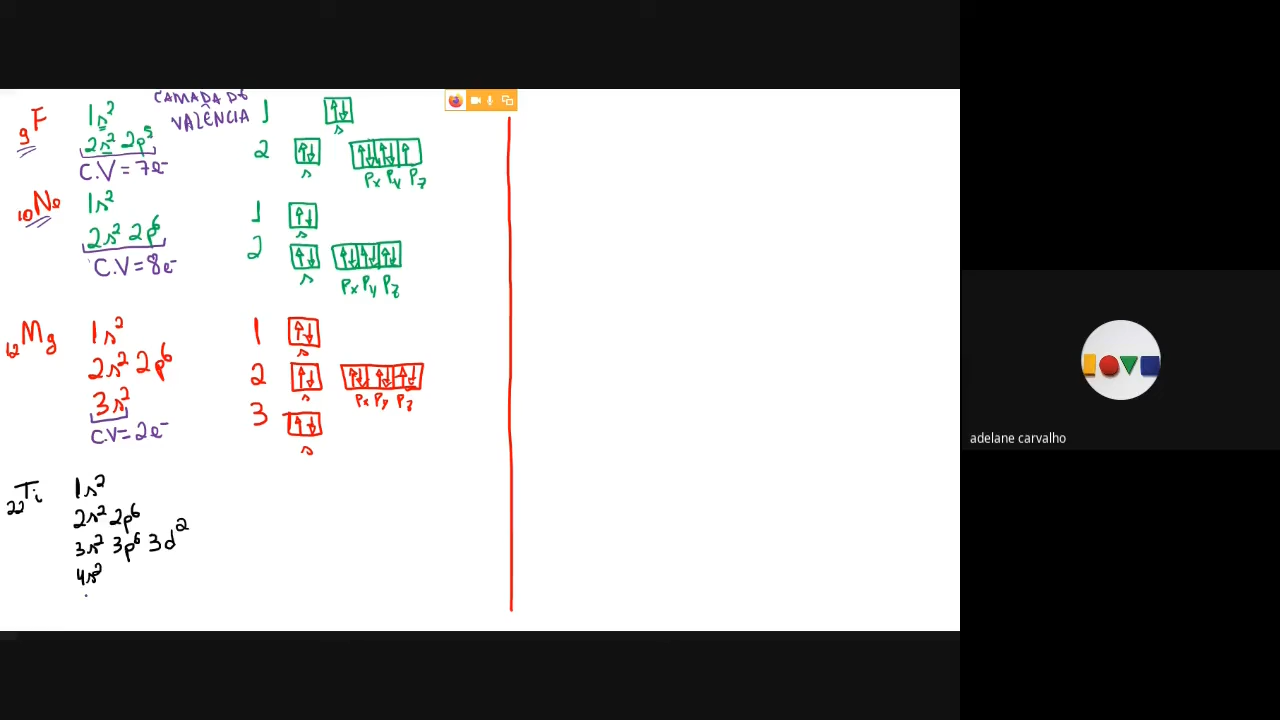 CAMADA DE
VALÊNCIA
9F 1s² 1 ↑↓
s
2s² 2p⁵ 2 ↑↓ ↑↓ ↑↓ ↑
C.V = 7e⁻ s Px Py Pz
10Ne 1s² 1 ↑↓
s
2s² 2p⁶ 2 ↑↓ ↑↓ ↑↓ ↑↓
C.V = 8e⁻ s Px Py Pz
12Mg 1s² 1 ↑↓
s
2s² 2p⁶ 2 ↑↓ ↑↓ ↑↓ ↑↓
s Px Py Pz
3s² 3 ↑↓
C.V = 2e⁻ s
22Ti 1s²
2s² 2p⁶
3s² 3p⁶ 3d²
4s²
adelane carvalho